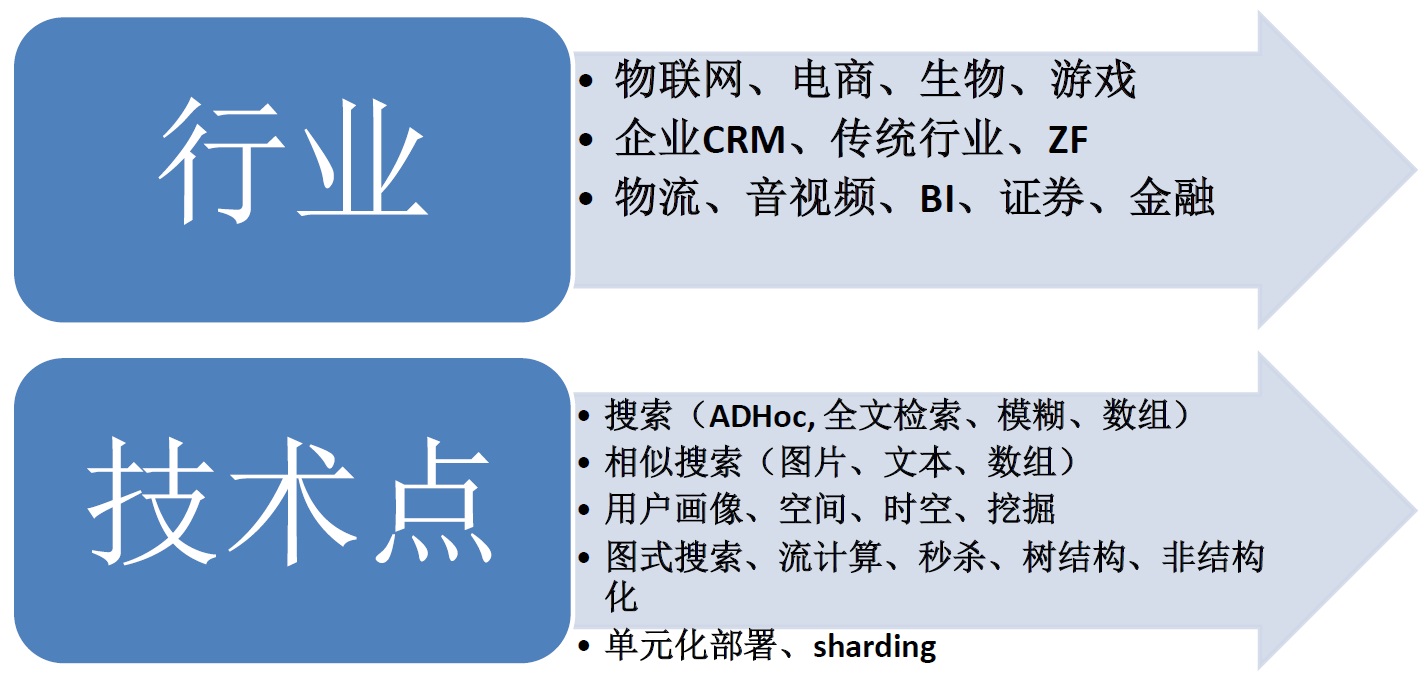 行业
• 物联网、电商、生物、游戏
• 企业CRM、传统行业、ZF
• 物流、音视频、BI、证券、金融
技术点
• 搜索（ADHoc, 全文检索、模糊、数组）
• 相似搜索（图片、文本、数组）
• 用户画像、空间、时空、挖掘
• 图式搜索、流计算、秒杀、树结构、非结构
化
• 单元化部署、sharding